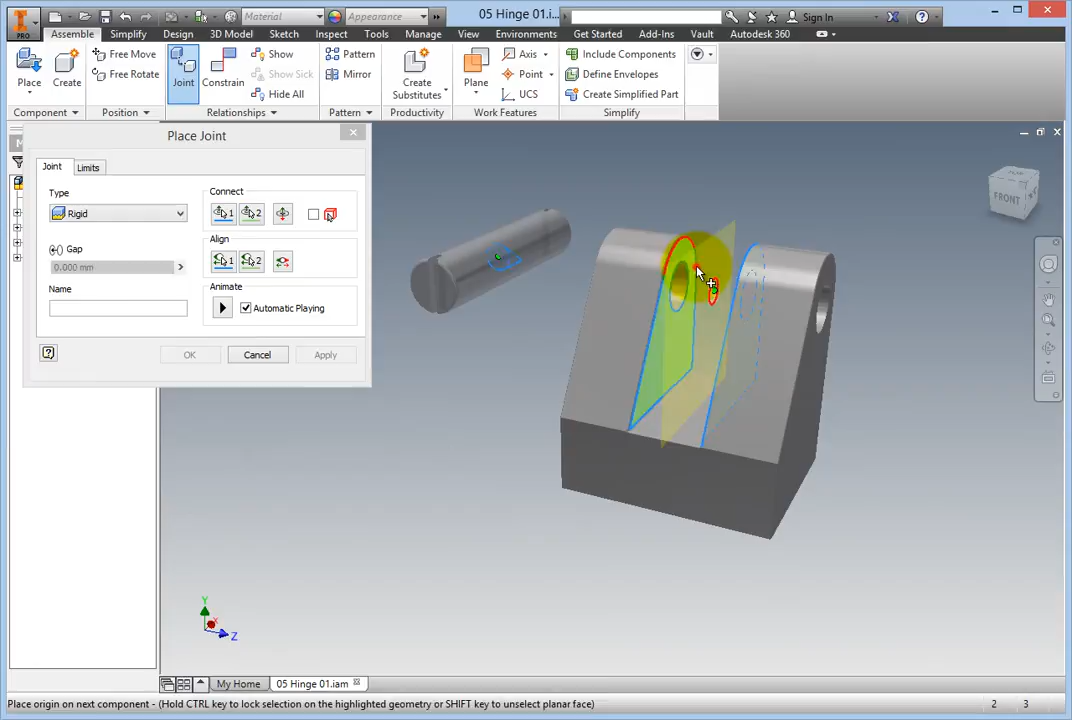 Material
Appearance
05 Hinge 01.i...
Sign In
PRO
Assemble
Simplify
Design
3D Model
Sketch
Inspect
Tools
Manage
View
Environments
Get Started
Add-Ins
Vault
Autodesk 360
Place
Create
Free Move
Free Rotate
Joint
Constrain
Show
Show Sick
Hide All
Pattern
Mirror
Create
Substitutes
Plane
Axis
Point
UCS
Include Components
Define Envelopes
Create Simplified Part
Component
Position
Relationships
Pattern
Productivity
Work Features
Simplify
Place Joint
Joint
Limits
Type
Rigid
Gap
0.000 mm
Name
Connect
1
2
Align
1
2
Animate
Automatic Playing
OK
Cancel
Apply
FRONT
Y
X
Z
My Home
05 Hinge 01.iam
Place origin on next component - (Hold CTRL key to lock selection on the highlighted geometry or SHIFT key to unselect planar face)
2
3